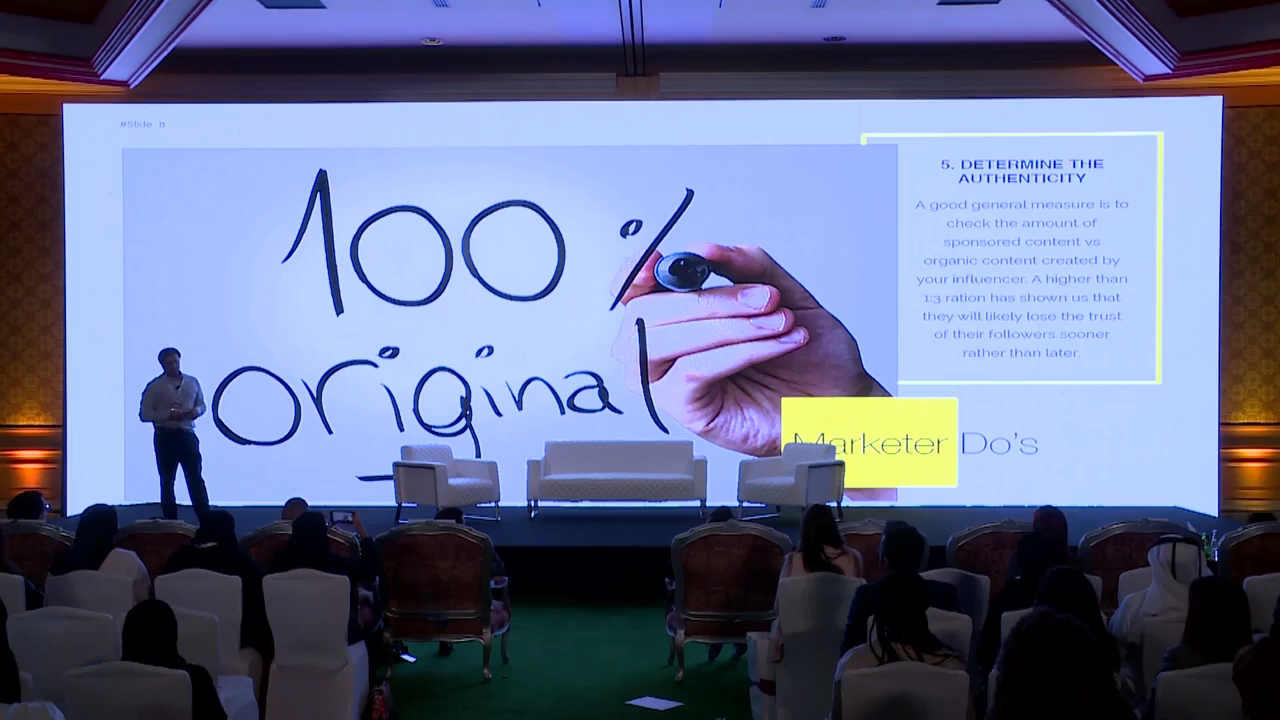 #Slide 8
100 %
original
5. DETERMINE THE
AUTHENTICITY
A good general measure is to
check the amount of
sponsored content vs
organic content created by
your influencer. A higher than
1:3 ration has shown us that
they will likely lose the trust
of their followers sooner
rather than later.
Marketer Do's